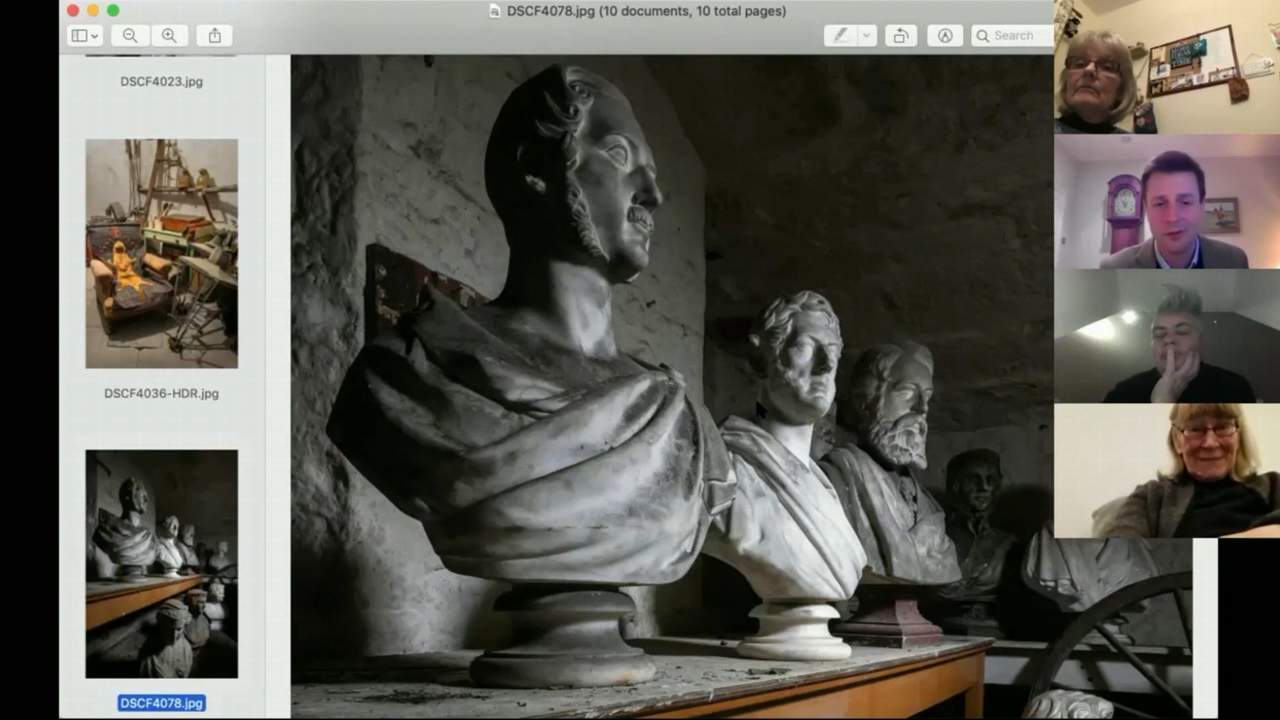 DSCF4078.jpg (10 documents, 10 total pages)
Search
DSCF4023.jpg
DSCF4036-HDR.jpg
DSCF4078.jpg